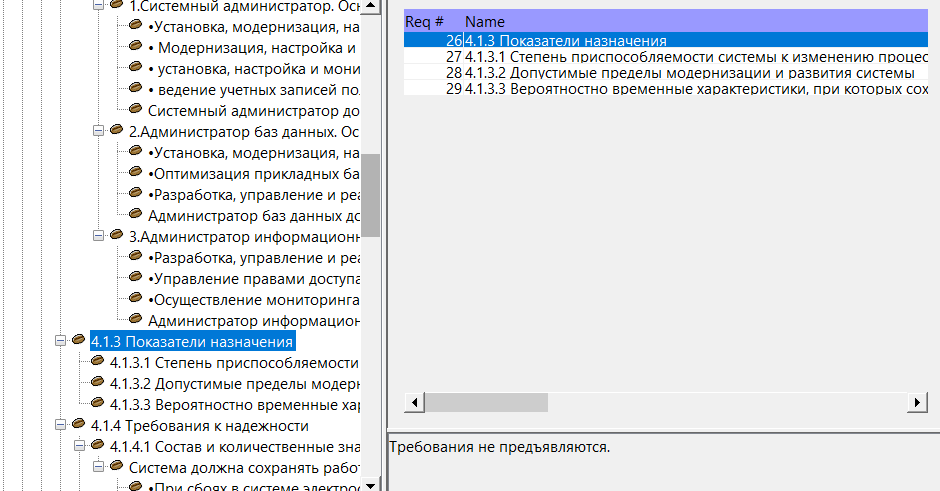 1.Системный администратор. Осн
•Установка, модернизация, на
• Модернизация, настройка и
• установка, настройка и мони
• ведение учетных записей пол
Системный администратор до
2.Администратор баз данных. Ос
•Установка, модернизация, на
•Оптимизация прикладных ба
•Разработка, управление и реа
Администратор баз данных до
3.Администратор информационн
•Разработка, управление и реа
•Управление правами доступа
•Осуществление мониторинга
Администратор информацион
4.1.3 Показатели назначения
4.1.3.1 Степень приспособляемости
4.1.3.2 Допустимые пределы модерн
4.1.3.3 Вероятностно временные хар
4.1.4 Требования к надежности
4.1.4.1 Состав и количественные зна
Система должна сохранять работ
•При сбоях в системе электрос
Req # Name
26 4.1.3 Показатели назначения
27 4.1.3.1 Степень приспособляемости системы к изменению процес
28 4.1.3.2 Допустимые пределы модернизации и развития системы
29 4.1.3.3 Вероятностно временные характеристики, при которых сох
Требования не предъявляются.